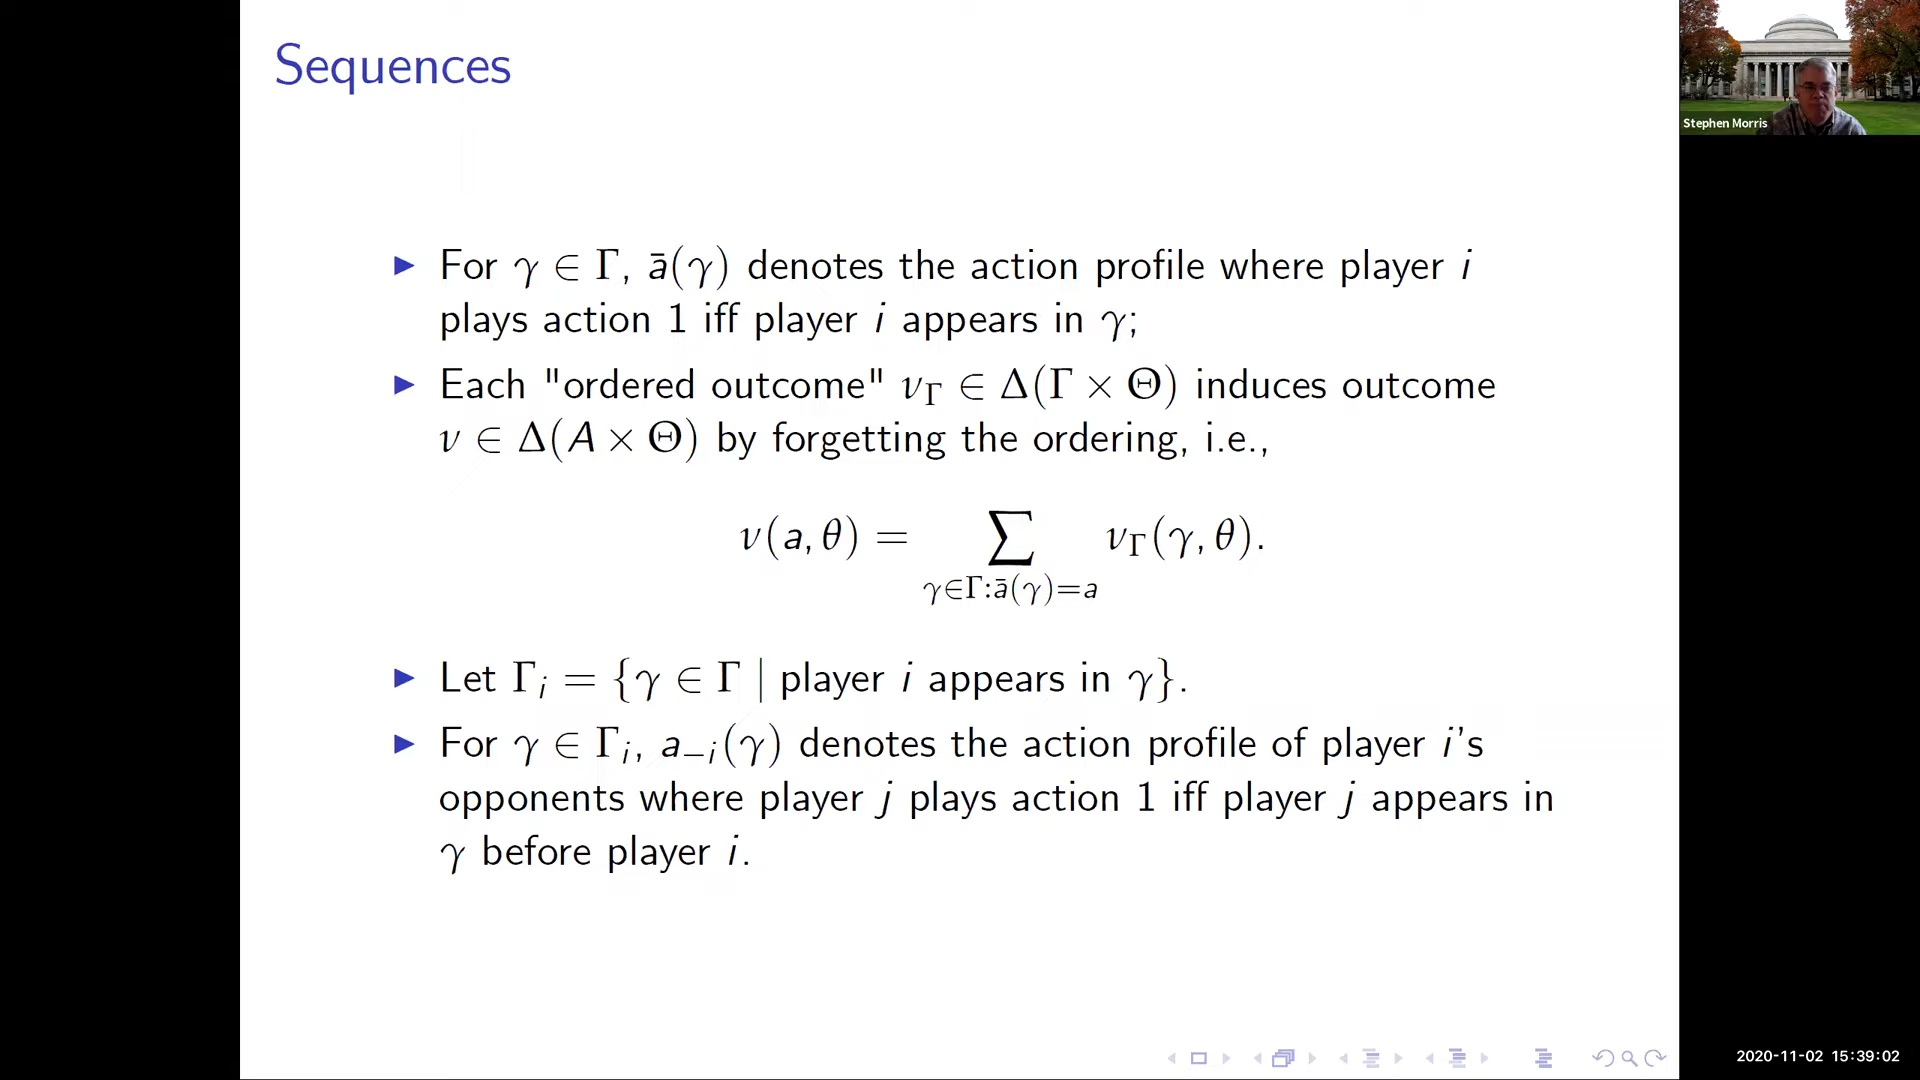 Sequences
Stephen Morris
▶ For γ ∈ Γ, ā(γ) denotes the action profile where player i
plays action 1 iff player i appears in γ;
▶ Each "ordered outcome" ν_Γ ∈ Δ(Γ × Θ) induces outcome
ν ∈ Δ(A × Θ) by forgetting the ordering, i.e.,
ν(a, θ) = ∑_{γ∈Γ:ā(γ)=a} ν_Γ(γ, θ).
▶ Let Γ_i = {γ ∈ Γ | player i appears in γ}.
▶ For γ ∈ Γ_i, a_{−i}(γ) denotes the action profile of player i's
opponents where player j plays action 1 iff player j appears in
γ before player i.
2020-11-02 15:39:02